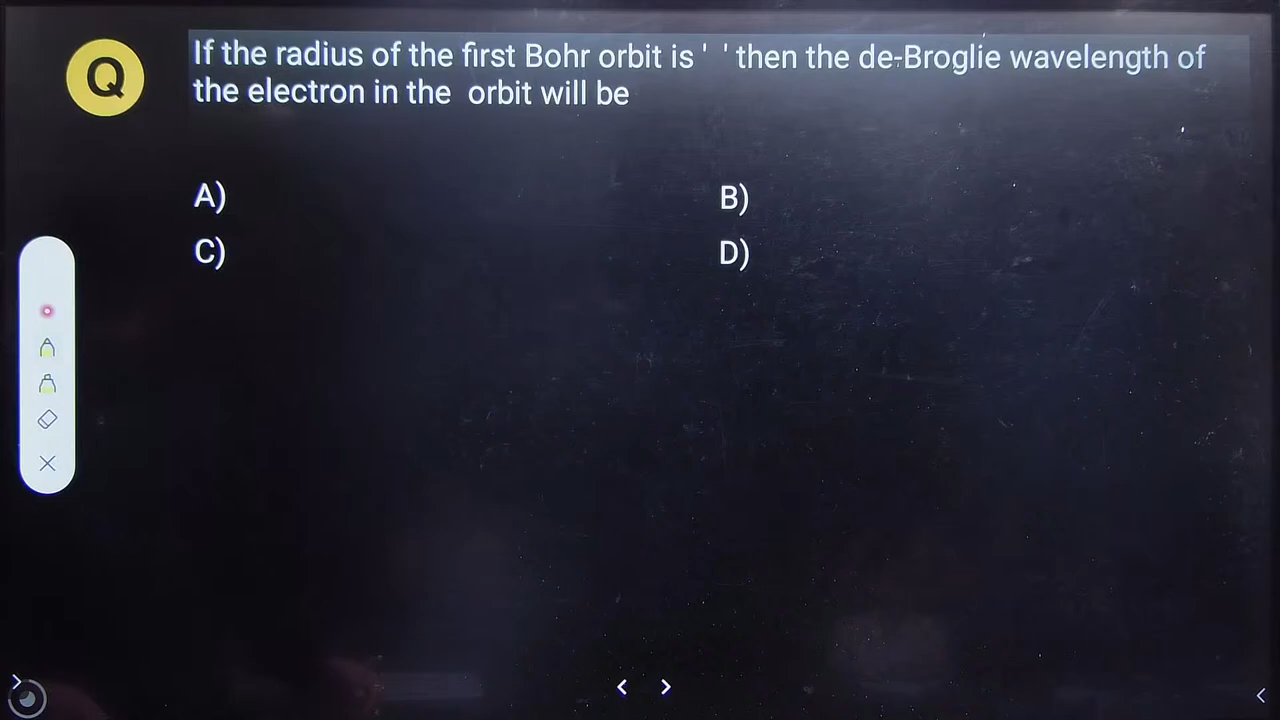 Q
If the radius of the first Bohr orbit is ' ' then the de-Broglie wavelength of
the electron in the orbit will be
A)
B)
C)
D)